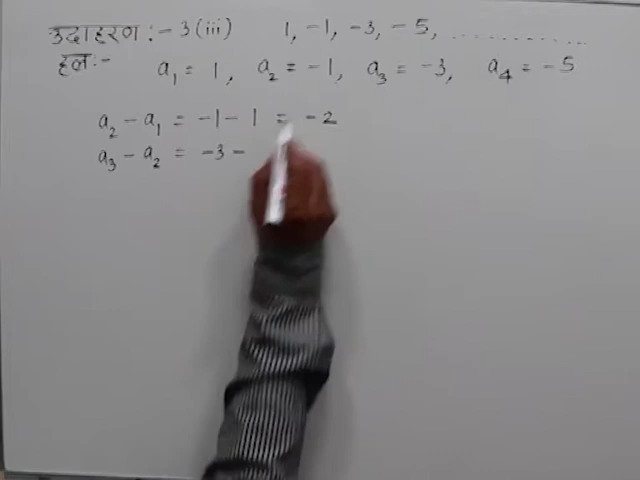 उदाहरण :- 3(iii) 1, -1, -3, -5, .............
हल:- a₁ = 1, a₂ = -1, a₃ = -3, a₄ = -5
a₂ - a₁ = -1 - 1 = -2
a₃ - a₂ = -3 -